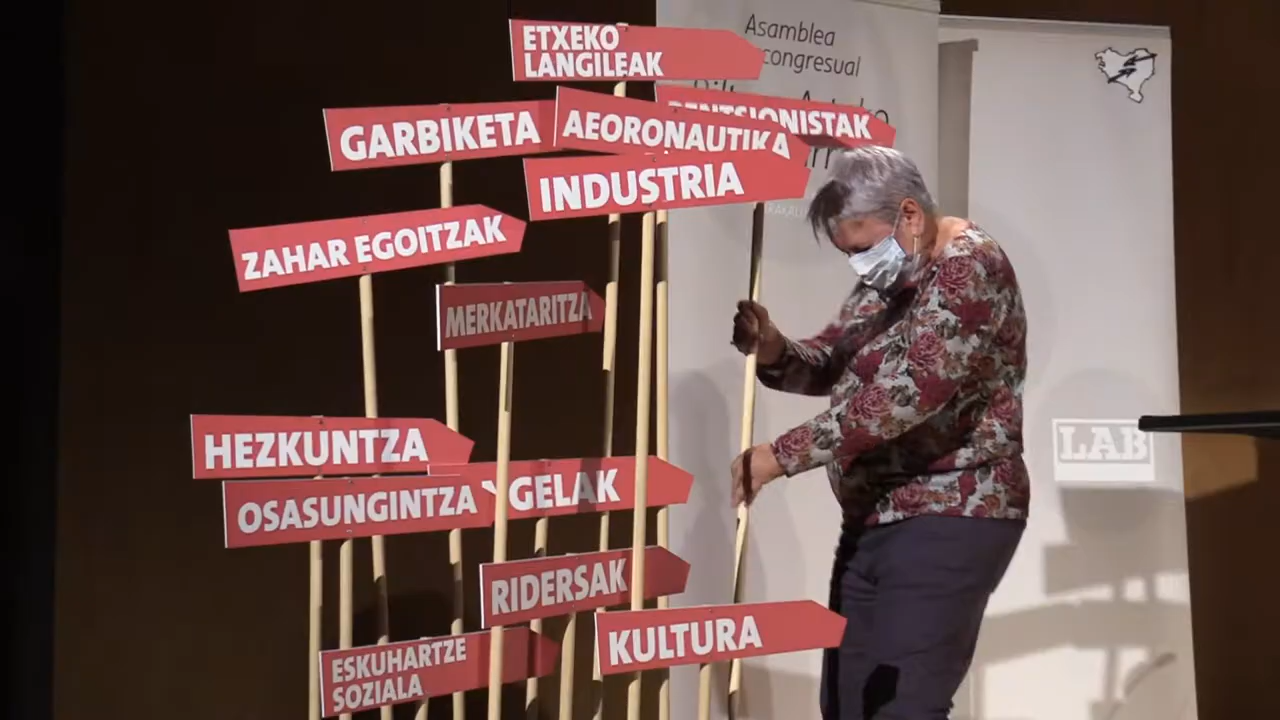 Asamblea
congresual
ETXEKO
LANGILEAK
PENTSIONISTAK
GARBIKETA
AEORONAUTIKA
INDUSTRIA
ZAHAR EGOITZAK
MERKATARITZA
HEZKUNTZA
OSASUNGINTZA
GELAK
LAB
RIDERSAK
KULTURA
ESKUHARTZE
SOZIALA